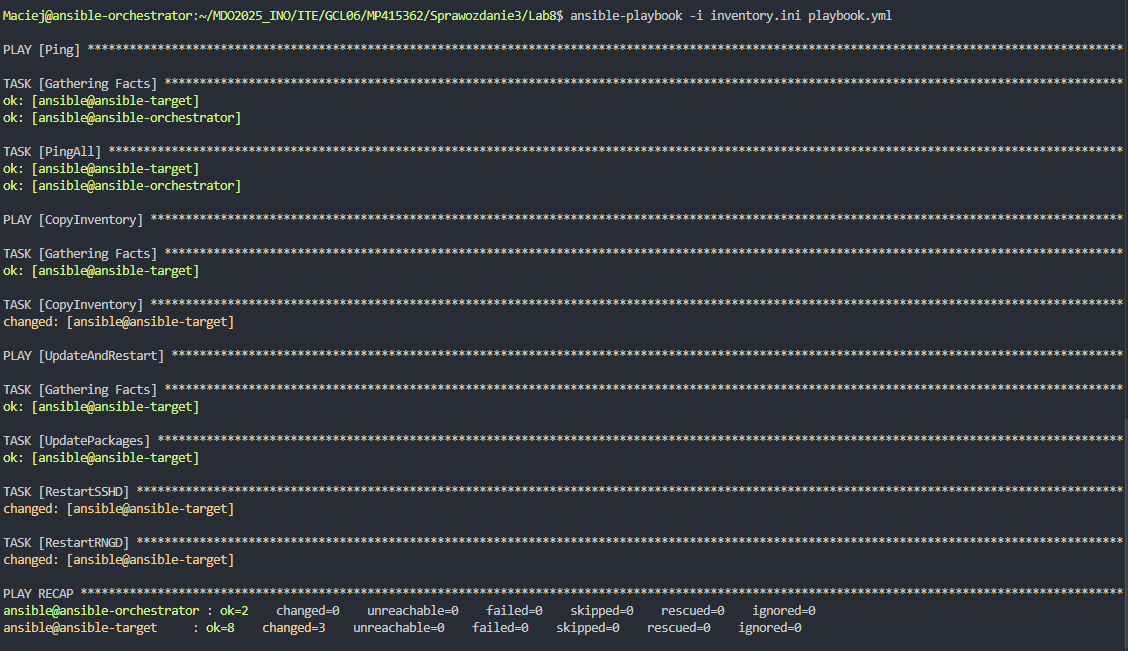 Maciej@ansible-orchestrator:~/MDO2025_INO/ITE/GCL06/MP415362/Sprawozdanie3/Lab8$ ansible-playbook -i inventory.ini playbook.yml
PLAY [Ping] ****************************************************************************************************************************************************
TASK [Gathering Facts] *****************************************************************************************************************************************
ok: [ansible@ansible-target]
ok: [ansible@ansible-orchestrator]
TASK [PingAll] *************************************************************************************************************************************************
ok: [ansible@ansible-target]
ok: [ansible@ansible-orchestrator]
PLAY [CopyInventory] *******************************************************************************************************************************************
TASK [Gathering Facts] *****************************************************************************************************************************************
ok: [ansible@ansible-target]
TASK [CopyInventory] *******************************************************************************************************************************************
changed: [ansible@ansible-target]
PLAY [UpdateAndRestart] ****************************************************************************************************************************************
TASK [Gathering Facts] *****************************************************************************************************************************************
ok: [ansible@ansible-target]
TASK [UpdatePackages] ******************************************************************************************************************************************
ok: [ansible@ansible-target]
TASK [RestartSSHD] *********************************************************************************************************************************************
changed: [ansible@ansible-target]
TASK [RestartRNGD] *********************************************************************************************************************************************
changed: [ansible@ansible-target]
PLAY RECAP *****************************************************************************************************************************************************
ansible@ansible-orchestrator : ok=2    changed=0    unreachable=0    failed=0    skipped=0    rescued=0    ignored=0
ansible@ansible-target     : ok=8    changed=3    unreachable=0    failed=0    skipped=0    rescued=0    ignored=0